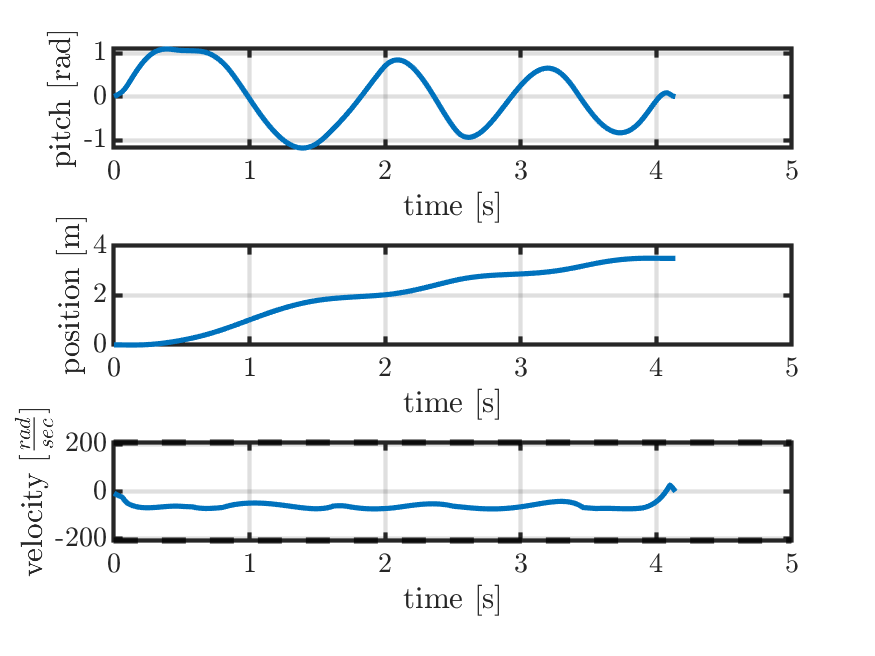 pitch [rad]
1
0
-1
0 1 2 3 4 5
time [s]
position [m]
4
2
0
0 1 2 3 4 5
time [s]
velocity [rad/sec]
200
0
-200
0 1 2 3 4 5
time [s]